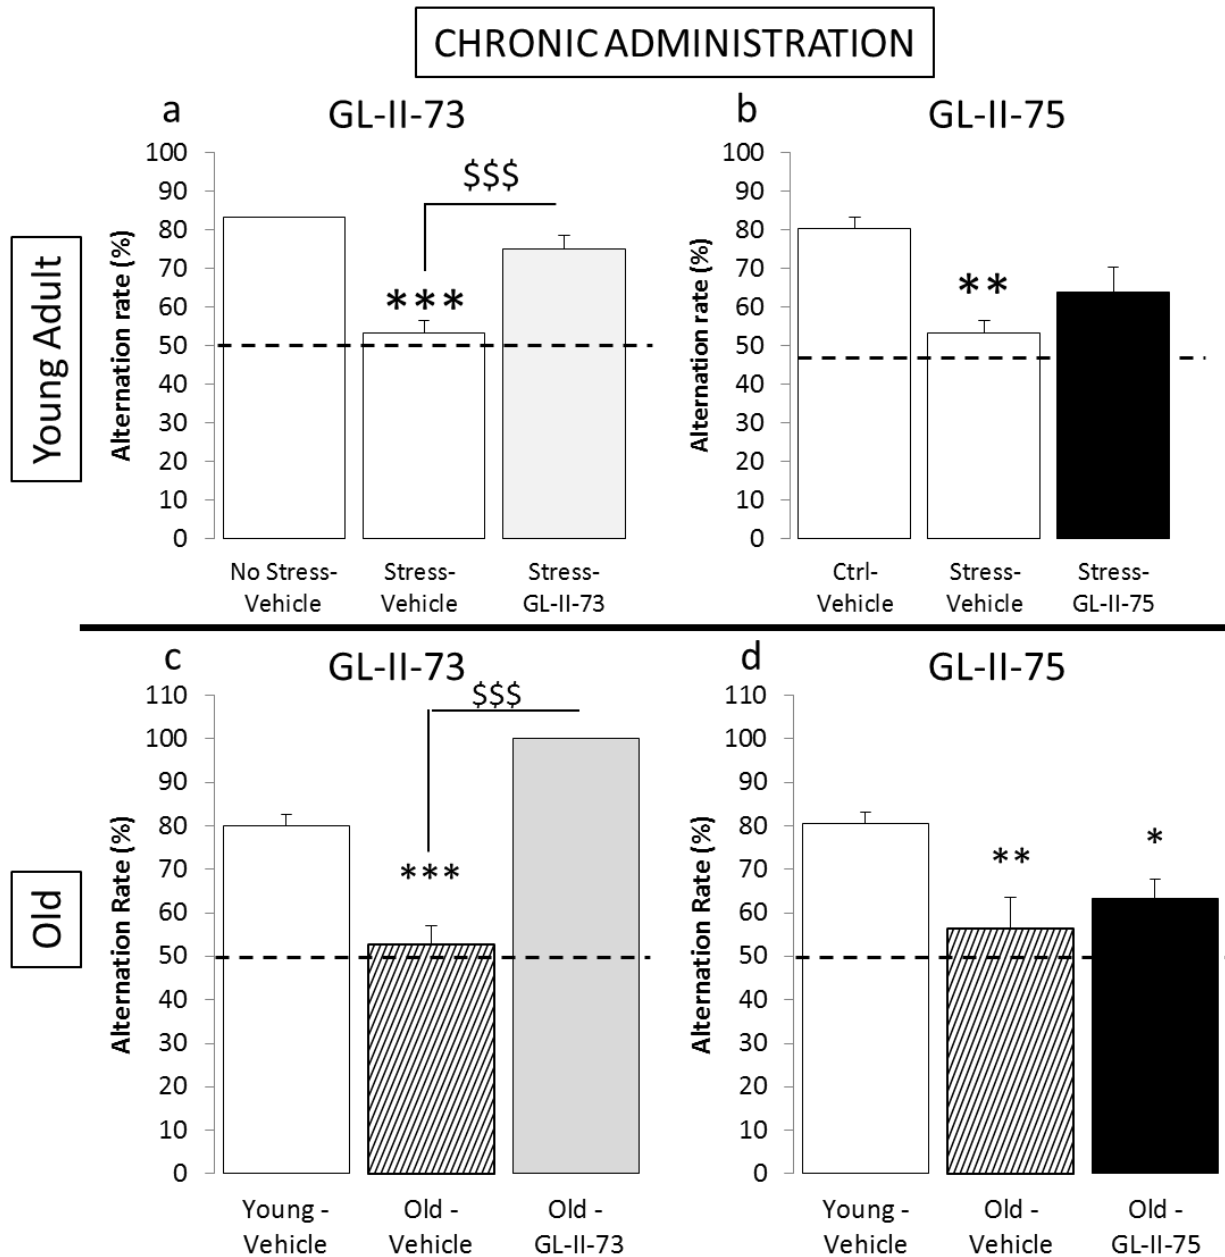 CHRONIC ADMINISTRATION
Young Adult
a
GL-II-73
Alternation rate (%)
100
90
80
70
60
50
40
30
20
10
0
$$$
***
No Stress-
Vehicle
Stress-
Vehicle
Stress-
GL-II-73
b
GL-II-75
Alternation rate (%)
100
90
80
70
60
50
40
30
20
10
0
**
Ctrl-
Vehicle
Stress-
Vehicle
Stress-
GL-II-75
Old
c
GL-II-73
Alternation Rate (%)
110
100
90
80
70
60
50
40
30
20
10
0
$$$
***
Young -
Vehicle
Old -
Vehicle
Old -
GL-II-73
d
GL-II-75
Alternation Rate (%)
110
100
90
80
70
60
50
40
30
20
10
0
**
*
Young -
Vehicle
Old -
Vehicle
Old -
GL-II-75